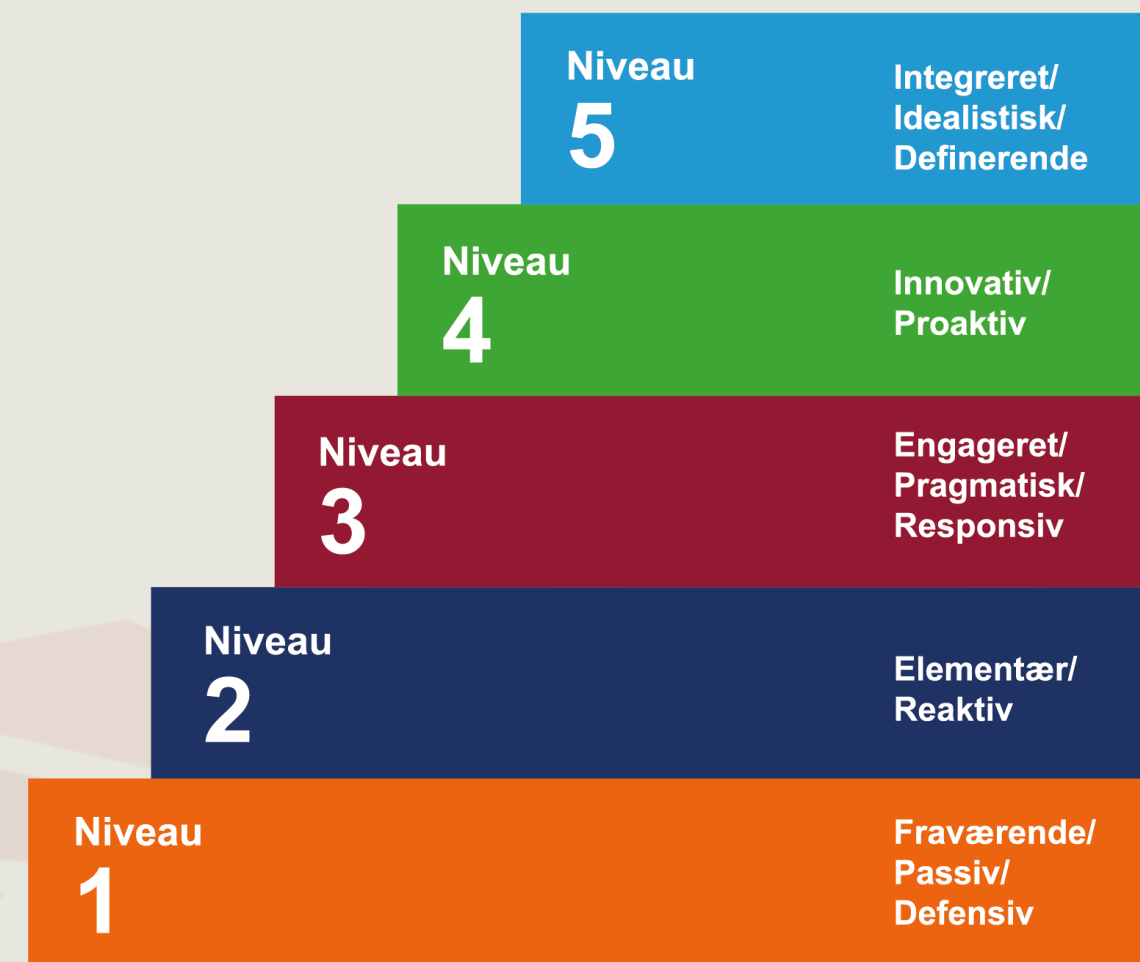 Niveau
5
Integreret/
Idealistisk/
Definerende
Niveau
4
Innovativ/
Proaktiv
Niveau
3
Engageret/
Pragmatisk/
Responsiv
Niveau
2
Elementær/
Reaktiv
Niveau
1
Fraværende/
Passiv/
Defensiv